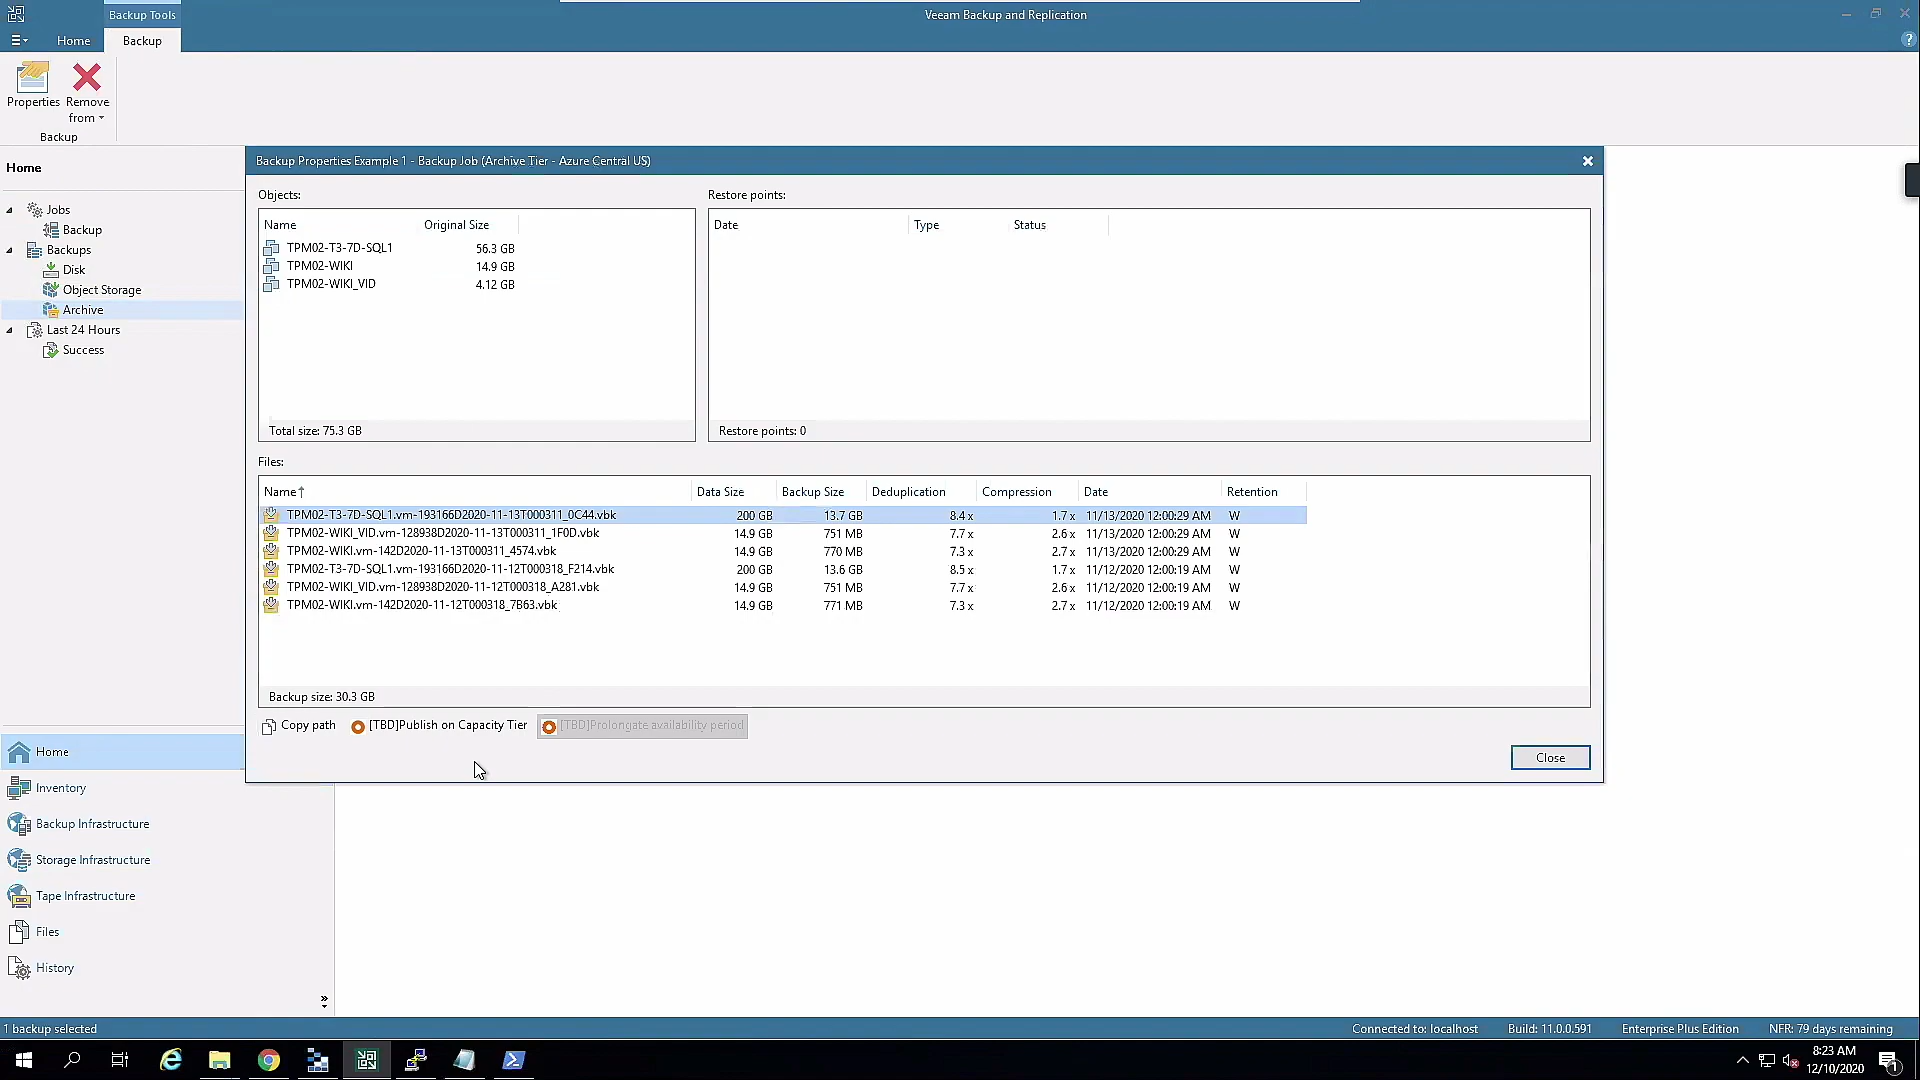 Backup Tools
Veeam Backup and Replication
Home
Backup
Properties
Remove from
Backup
Home
Jobs
Backup
Backups
Disk
Object Storage
Archive
Last 24 Hours
Success
Backup Properties Example 1 - Backup Job (Archive Tier - Azure Central US)
Objects:
Name Original Size
TPM02-T3-7D-SQL1 56.3 GB
TPM02-WIKI 14.9 GB
TPM02-WIKI_VID 4.12 GB
Total size: 75.3 GB
Restore points:
Date Type Status
Restore points: 0
Files:
Name Data Size Backup Size Deduplication Compression Date Retention
TPM02-T3-7D-SQL1.vm-193166D2020-11-13T000311_0C44.vbk 200 GB 13.7 GB 8.4 x 1.7 x 11/13/2020 12:00:29 AM W
TPM02-WIKI_VID.vm-128938D2020-11-13T000311_1F0D.vbk 14.9 GB 751 MB 7.7 x 2.6 x 11/13/2020 12:00:29 AM W
TPM02-WIKI.vm-142D2020-11-13T000311_4574.vbk 14.9 GB 770 MB 7.3 x 2.7 x 11/13/2020 12:00:29 AM W
TPM02-T3-7D-SQL1.vm-193166D2020-11-12T000318_F214.vbk 200 GB 13.6 GB 8.5 x 1.7 x 11/12/2020 12:00:19 AM W
TPM02-WIKI_VID.vm-128938D2020-11-12T000318_A281.vbk 14.9 GB 751 MB 7.7 x 2.6 x 11/12/2020 12:00:19 AM W
TPM02-WIKI.vm-142D2020-11-12T000318_7B63.vbk 14.9 GB 771 MB 7.3 x 2.7 x 11/12/2020 12:00:19 AM W
Backup size: 30.3 GB
Copy path [TBD]Publish on Capacity Tier [TBD]Prolongate availability period
Close
Home
Inventory
Backup Infrastructure
Storage Infrastructure
Tape Infrastructure
Files
History
1 backup selected
Connected to: localhost Build: 11.0.0.591 Enterprise Plus Edition NFR: 79 days remaining
8:23 AM
12/10/2020
1